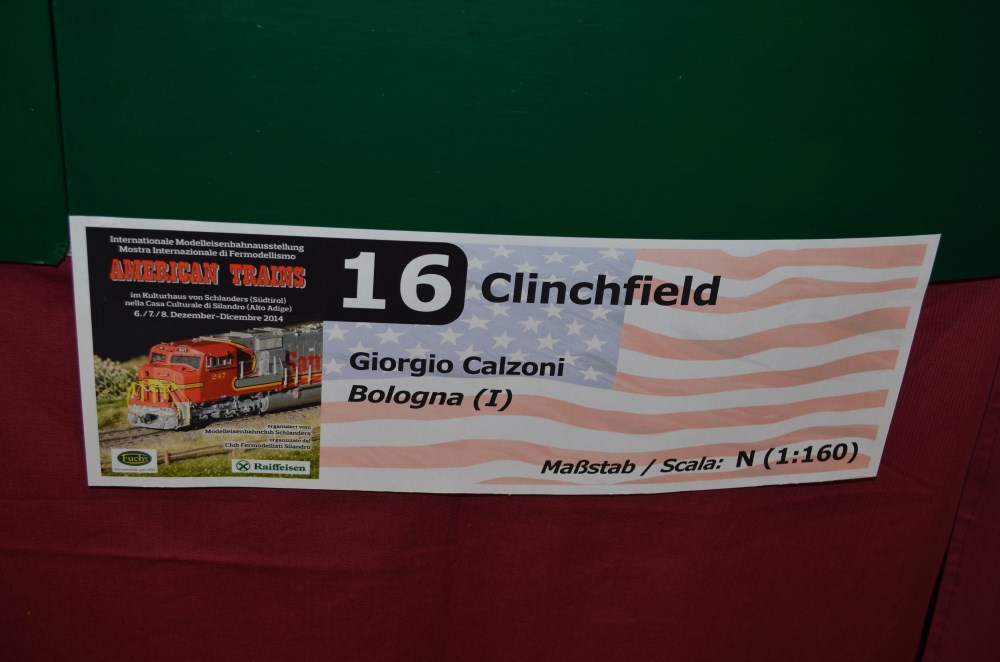 Internationale Modelleisenbahnausstellung
Mostra Internazionale di Fermodellismo
AMERICAN TRAINS
im Kulturhaus von Schlanders (Südtirol)
nella Casa Culturale di Silandro (Alto Adige)
6./7./8. Dezember-Dicembre 2014
247
organisiert vom
Modelleisenbahnclub Schlanders
organizzato dal
Club Fermodellisti Silandro
Fuchs
Raiffeisen
16 Clinchfield
Giorgio Calzoni
Bologna (I)
Maßstab / Scala: N (1:160)